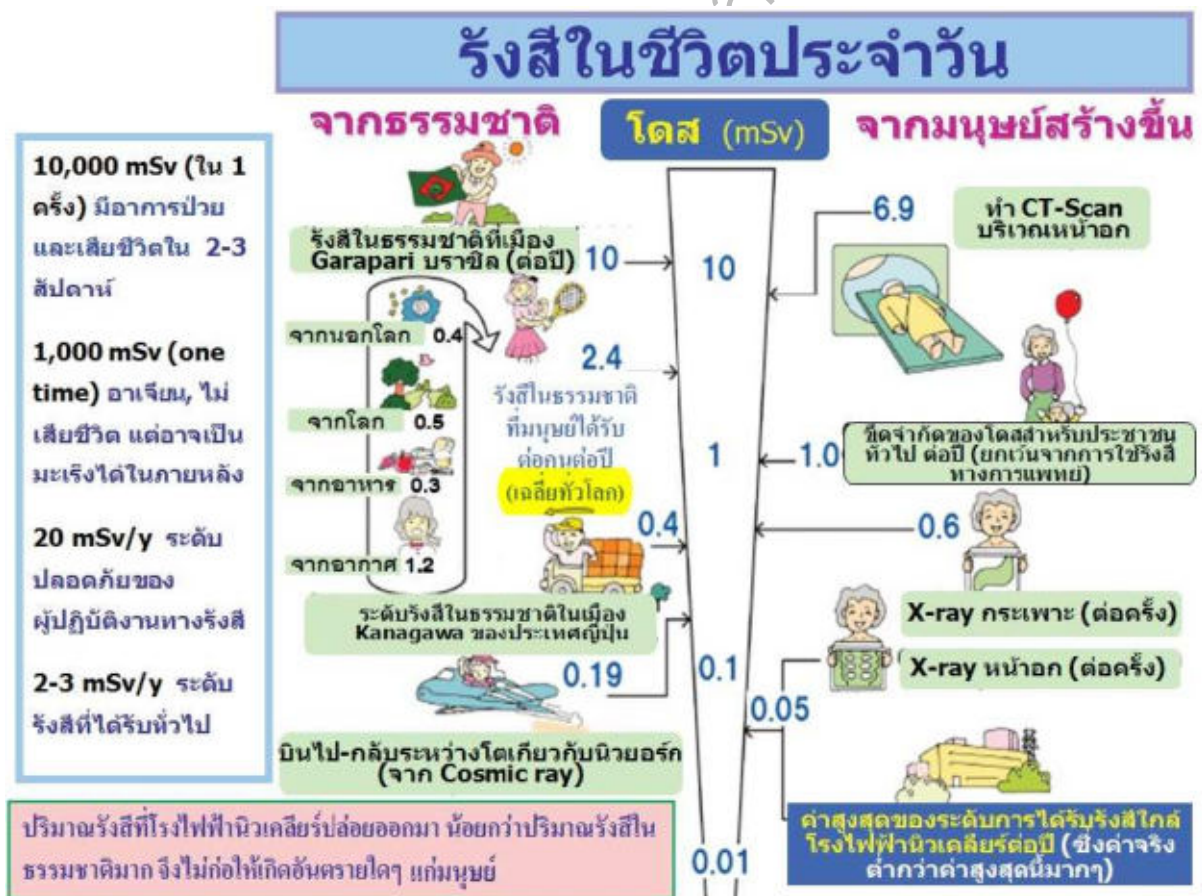 รังสีในชีวิตประจำวัน
จากธรรมชาติ
โดส (mSv)
จากมนุษย์สร้างขึ้น
10,000 mSv (ใน 1
ครั้ง) มีอาการป่วย
และเสียชีวิตใน 2-3
สัปดาห์
1,000 mSv (one
time) อาเจียน, ไม่
เสียชีวิต แต่อาจเป็น
มะเร็งได้ในภายหลัง
20 mSv/y ระดับ
ปลอดภัยของ
ผู้ปฏิบัติงานทางรังสี
2-3 mSv/y ระดับ
รังสีที่ได้รับทั่วไป
รังสีในธรรมชาติที่เมือง
Garapari บราซิล (ต่อปี)
10
จากนอกโลก 0.4
จากโลก 0.5
จากอาหาร 0.3
จากอากาศ 1.2
2.4
รังสีในธรรมชาติ
ที่มนุษย์ได้รับ
ต่อคนต่อปี
(เฉลี่ยทั่วโลก)
0.4
ระดับรังสีในธรรมชาติในเมือง
Kanagawa ของประเทศญี่ปุ่น
0.19
บินไป-กลับระหว่างโตเกียวกับนิวยอร์ก
(จาก Cosmic ray)
10
1
0.1
0.01
6.9
ทำ CT-Scan
บริเวณหน้าอก
1.0
ขีดจำกัดของโดสสำหรับประชาชน
ทั่วไป ต่อปี (ยกเว้นจากการใช้รังสี
ทางการแพทย์)
0.6
X-ray กระเพาะ (ต่อครั้ง)
X-ray หน้าอก (ต่อครั้ง)
0.05
ค่าสูงสุดของระดับการได้รับรังสีใกล้
โรงไฟฟ้านิวเคลียร์ต่อปี (ซึ่งค่าจริง
ต่ำกว่าค่าสูงสุดนี้มากๆ)
ปริมาณรังสีที่โรงไฟฟ้านิวเคลียร์ปล่อยออกมา น้อยกว่าปริมาณรังสีใน
ธรรมชาติมาก จึงไม่ก่อให้เกิดอันตรายใดๆ แก่มนุษย์